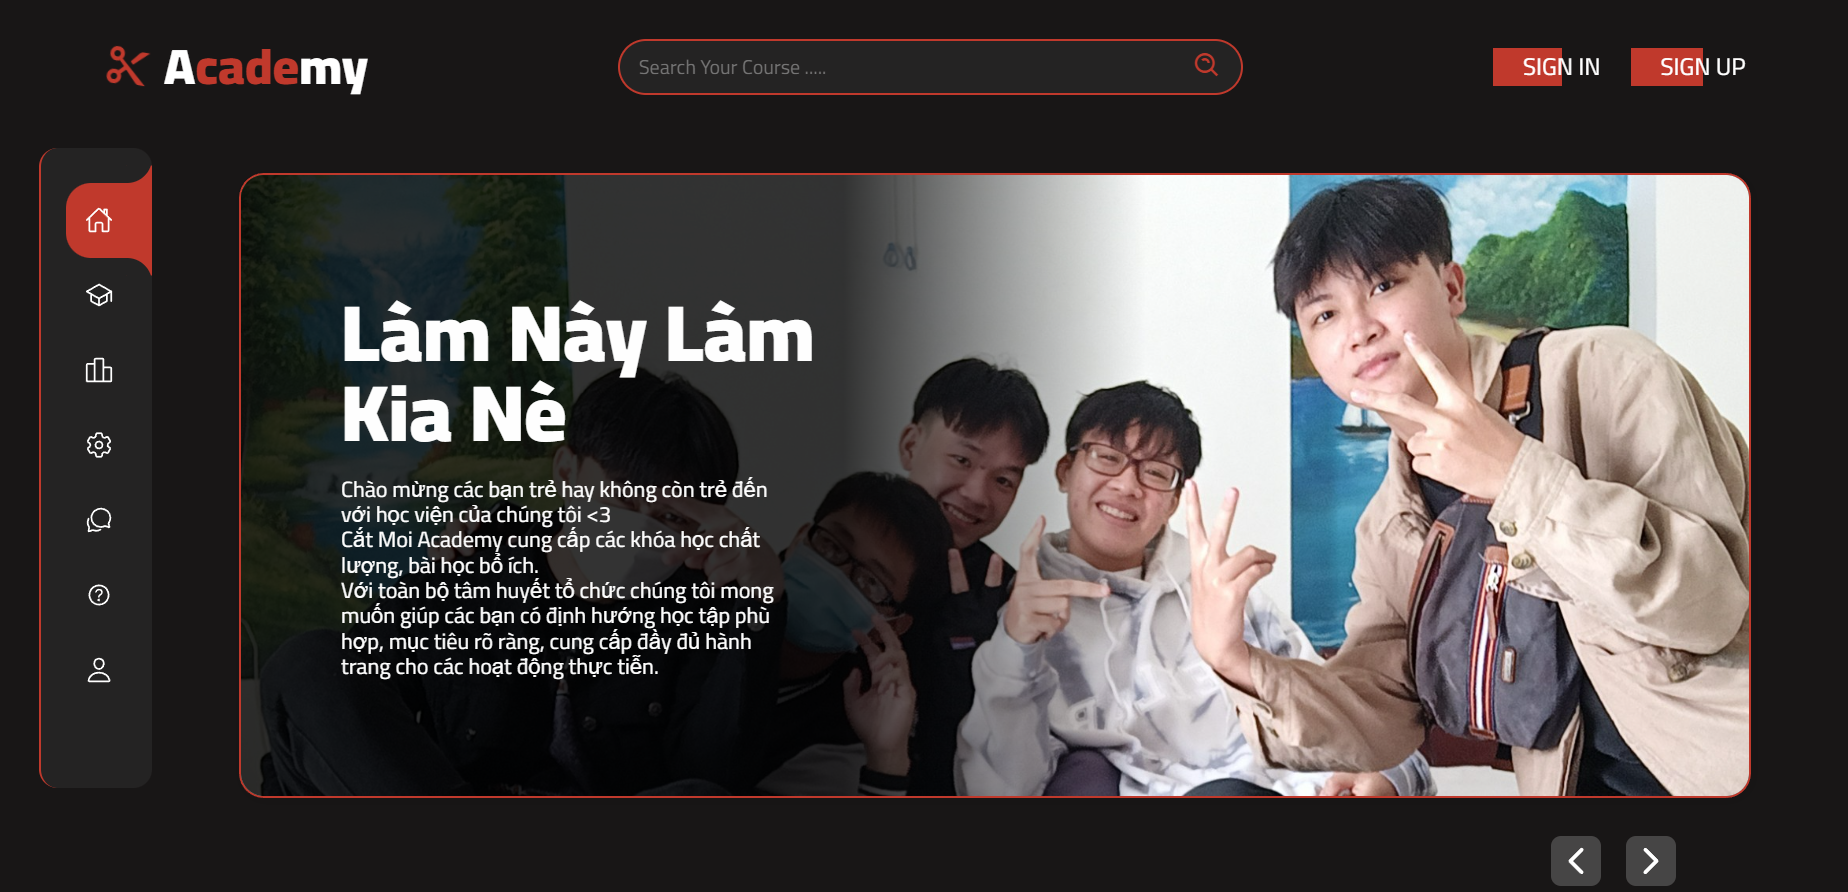 Academy
Search Your Course .....
SIGN IN
SIGN UP
Làm Này Làm
Kia Nè
Chào mừng các bạn trẻ hay không còn trẻ đến
với học viện của chúng tôi <3
Cắt Moi Academy cung cấp các khóa học chất
lượng, bài học bổ ích.
Với toàn bộ tâm huyết tổ chức chúng tôi mong
muốn giúp các bạn có định hướng học tập phù
hợp, mục tiêu rõ ràng, cung cấp đầy đủ hành
trang cho các hoạt động thực tiễn.